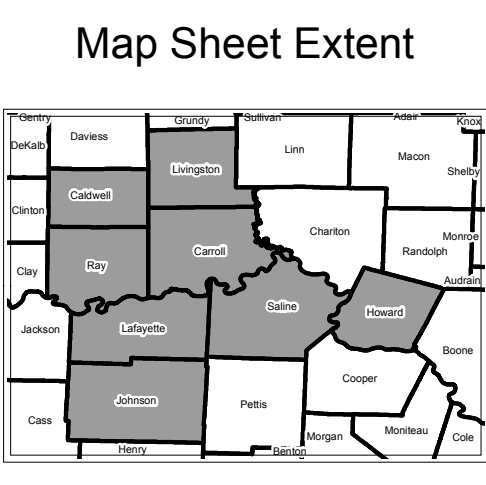 Map Sheet Extent
Gentry
Grundy
Sullivan
Adair
Knox
DeKalb
Daviess
Linn
Macon
Livingston
Shelby
Caldwell
Clinton
Chariton
Monroe
Carroll
Randolph
Ray
Clay
Audrain
Saline
Howard
Jackson
Lafayette
Boone
Cooper
Johnson
Pettis
Cass
Moniteau
Morgan
Cole
Henry
Benton